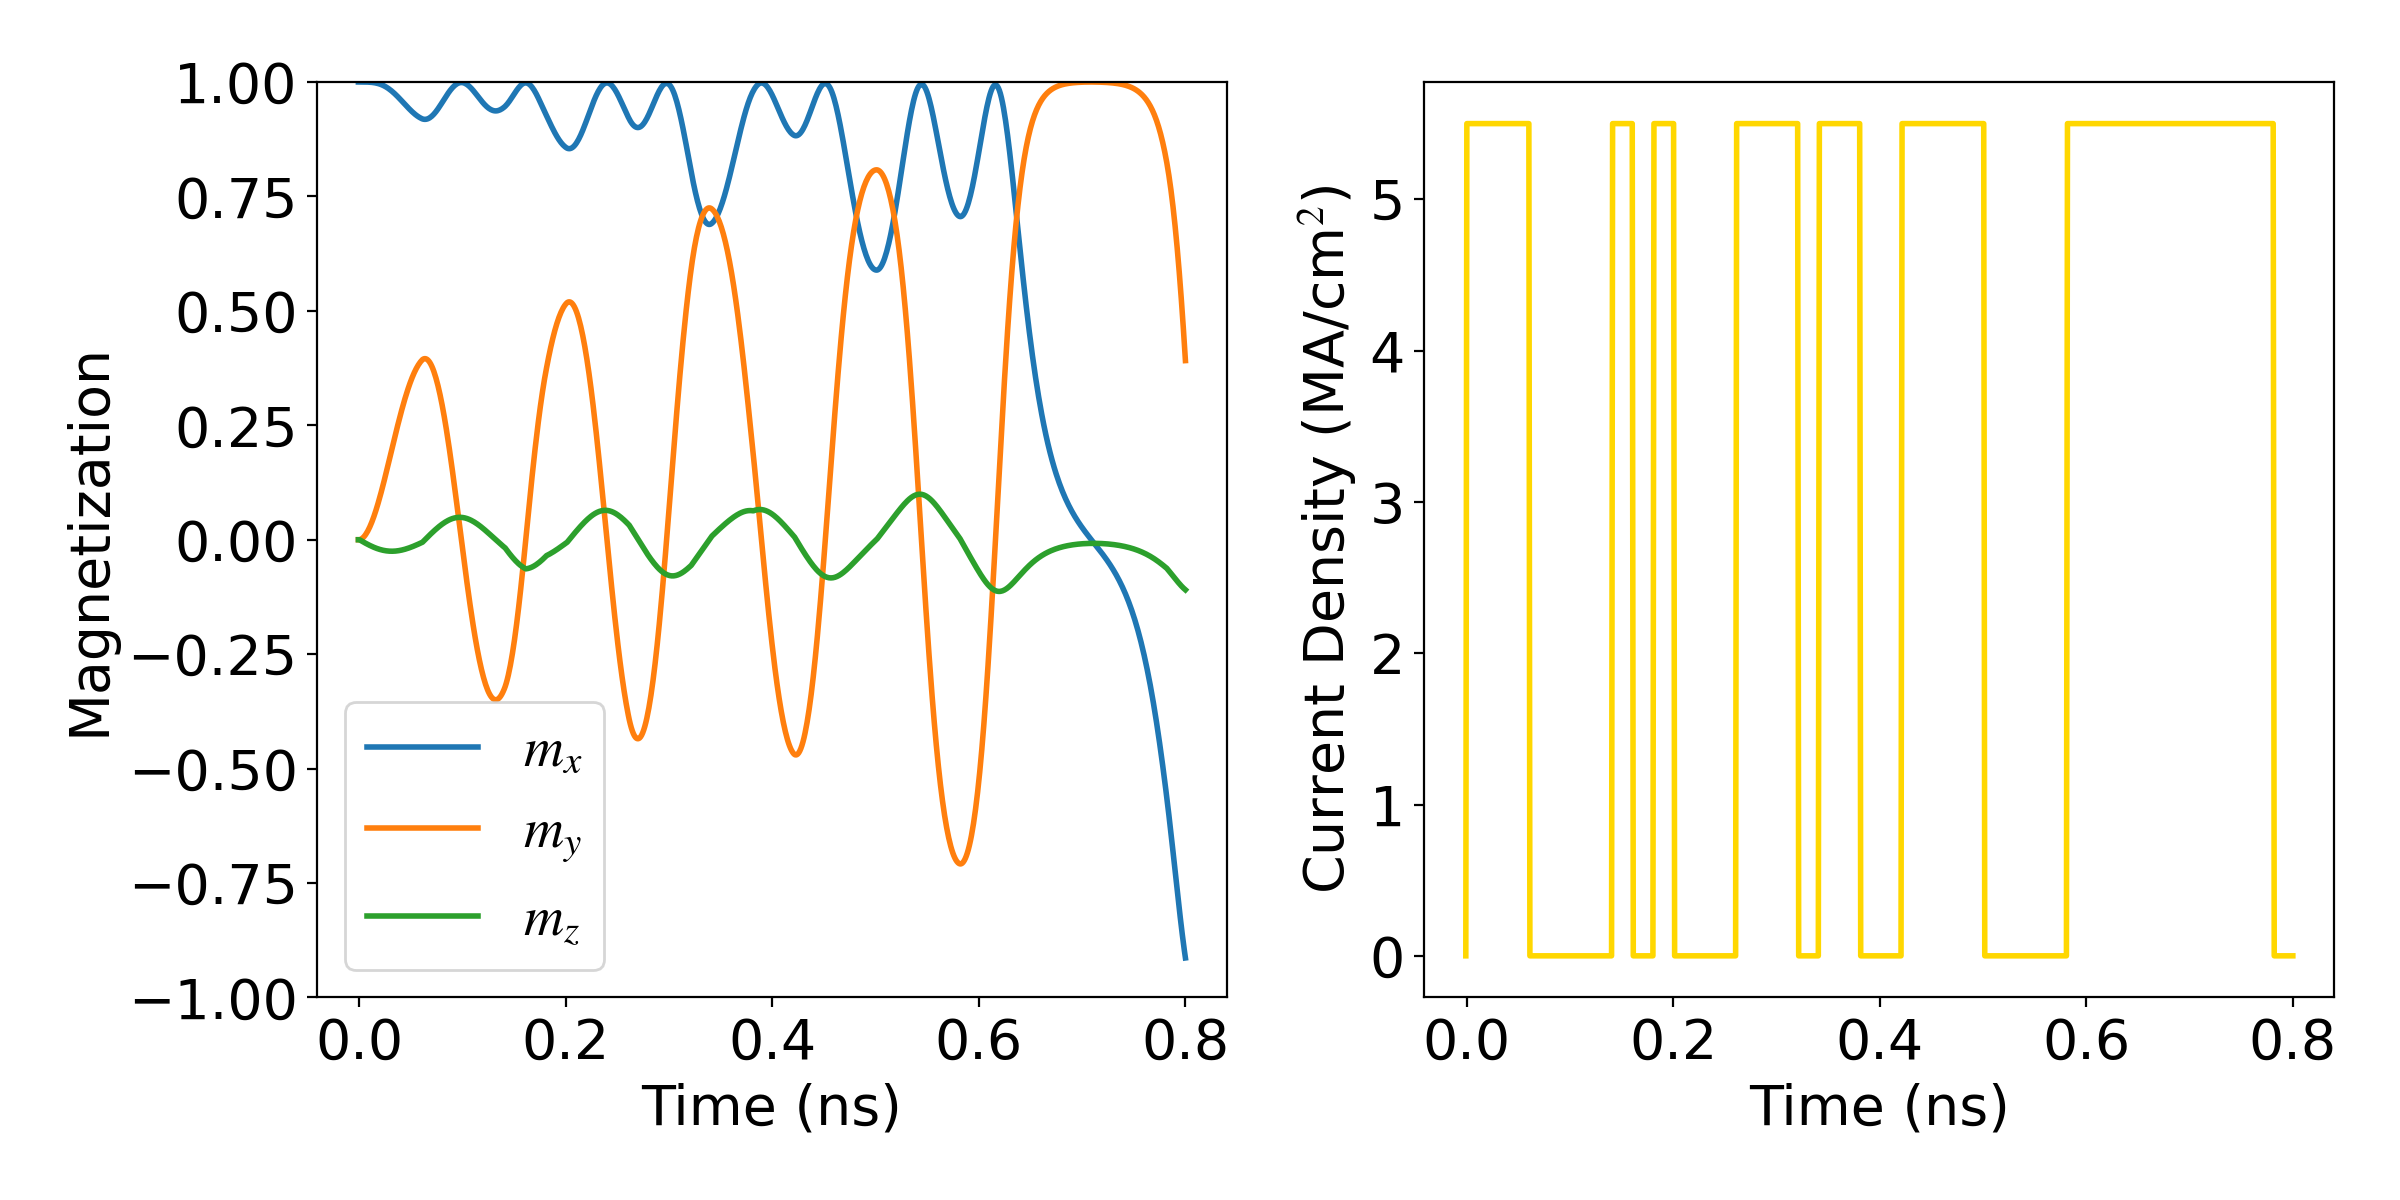 1.00
0.75
0.50
0.25
0.00
−0.25
−0.50
−0.75
−1.00
Magnetization
m_x
m_y
m_z
0.0 0.2 0.4 0.6 0.8
Time (ns)
5
4
3
2
1
0
Current Density (MA/cm²)
0.0 0.2 0.4 0.6 0.8
Time (ns)